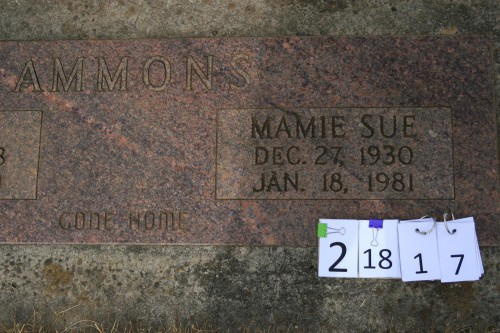 AMMONS
MAMIE SUE
DEC. 27, 1930
JAN. 18, 1981
GONE HOME
2 18 1 7